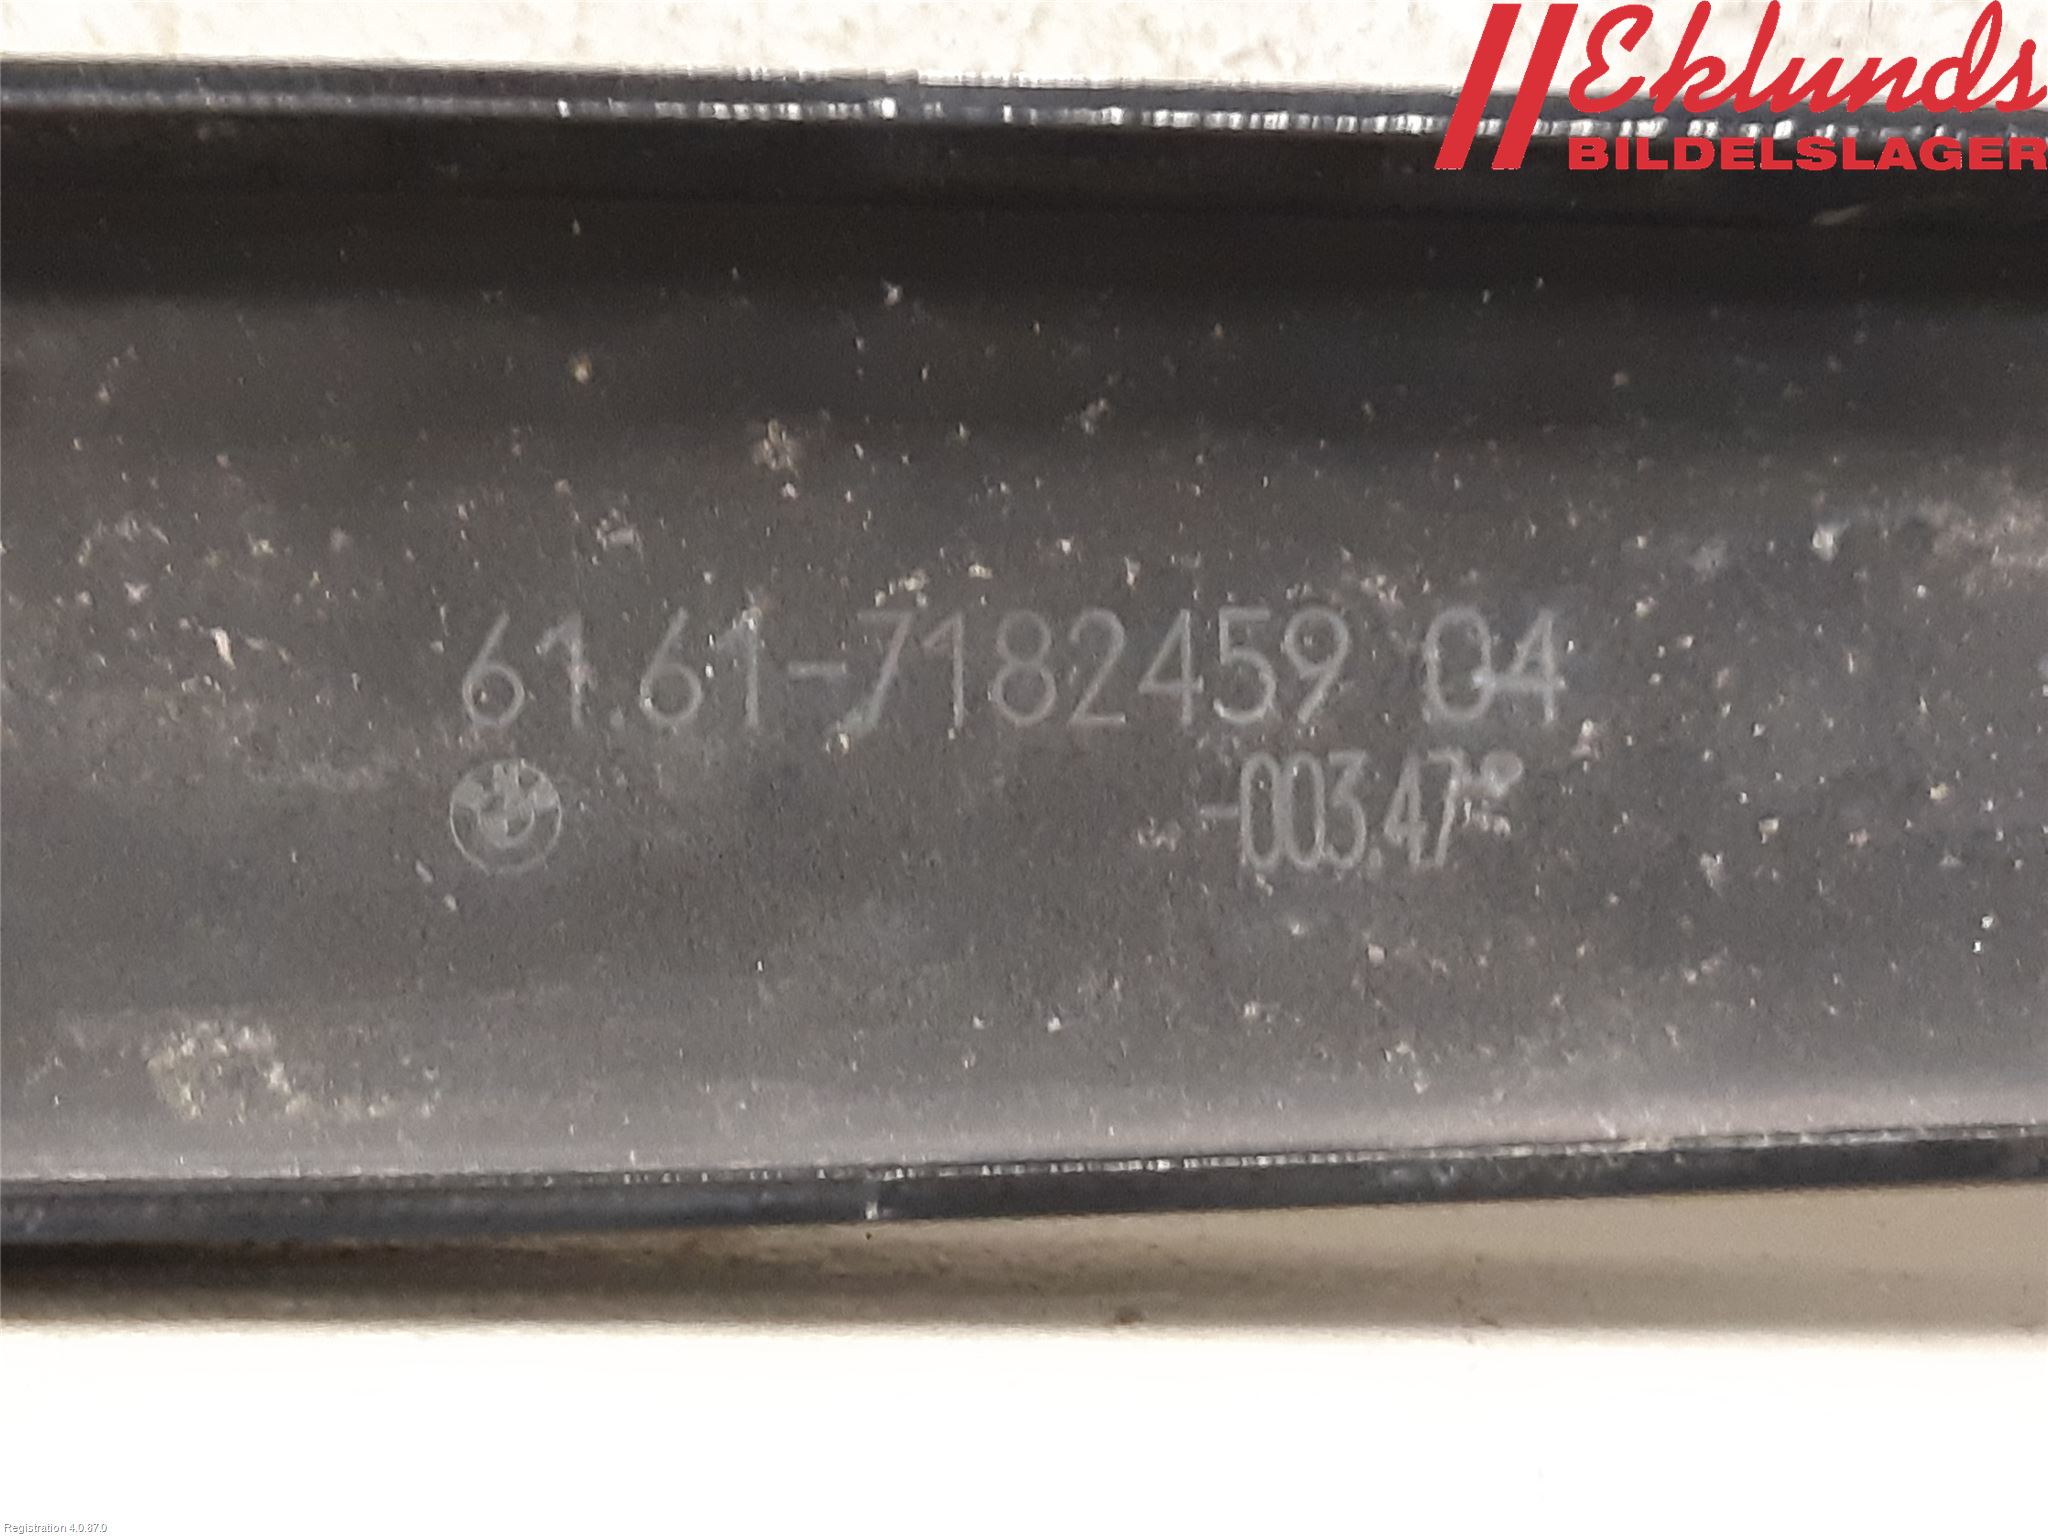 Eklunds
BILDELSLAGER
61.61-7182459 04
-003.47
Registration 4.0.87.0